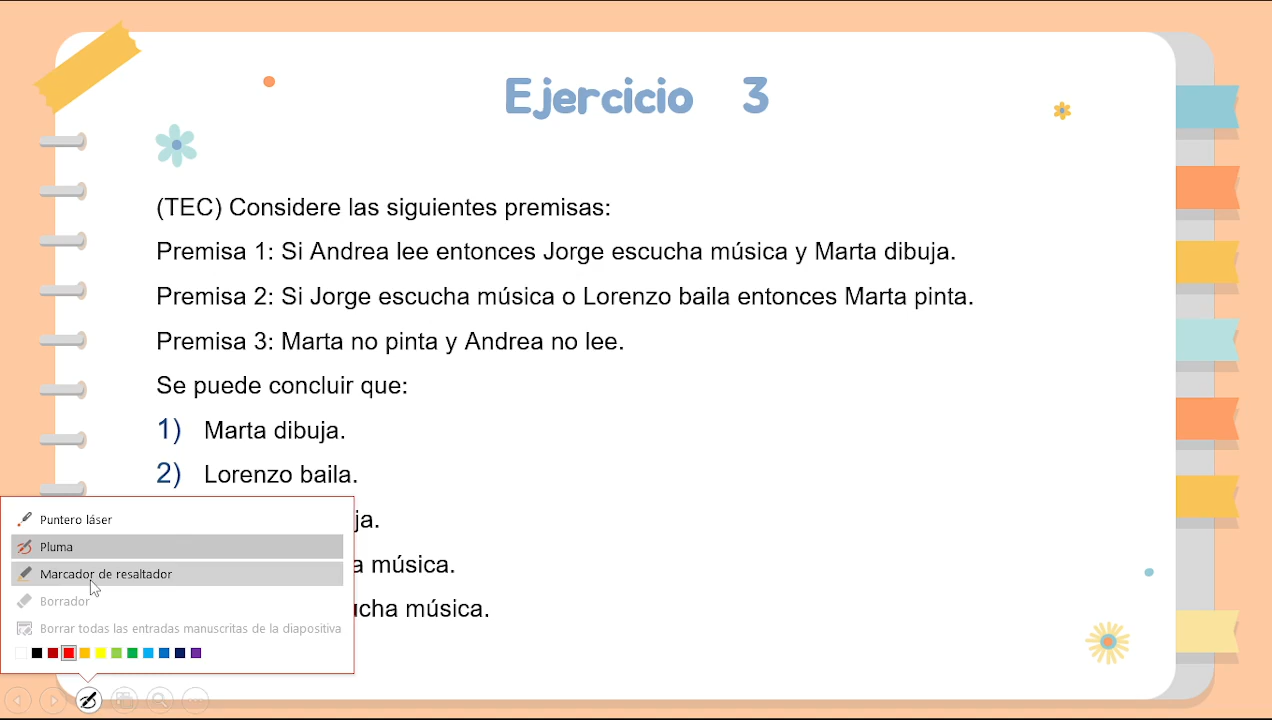 Ejercicio 3
(TEC) Considere las siguientes premisas:
Premisa 1: Si Andrea lee entonces Jorge escucha música y Marta dibuja.
Premisa 2: Si Jorge escucha música o Lorenzo baila entonces Marta pinta.
Premisa 3: Marta no pinta y Andrea no lee.
Se puede concluir que:
1) Marta dibuja.
2) Lorenzo baila.
ja.
a música.
ucha música.
Puntero láser
Pluma
Marcador de resaltador
Borrador
Borrar todas las entradas manuscritas de la diapositiva